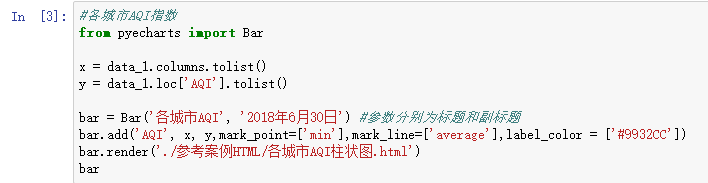 In [3]: #各城市AQI指数
from pyecharts import Bar
x = data_1.columns.tolist()
y = data_1.loc['AQI'].tolist()
bar = Bar('各城市AQI', '2018年6月30日') #参数分别为标题和副标题
bar.add('AQI', x, y,mark_point=['min'],mark_line=['average'],label_color = ['#9932CC'])
bar.render('./参考案例HTML/各城市AQI柱状图.html')
bar